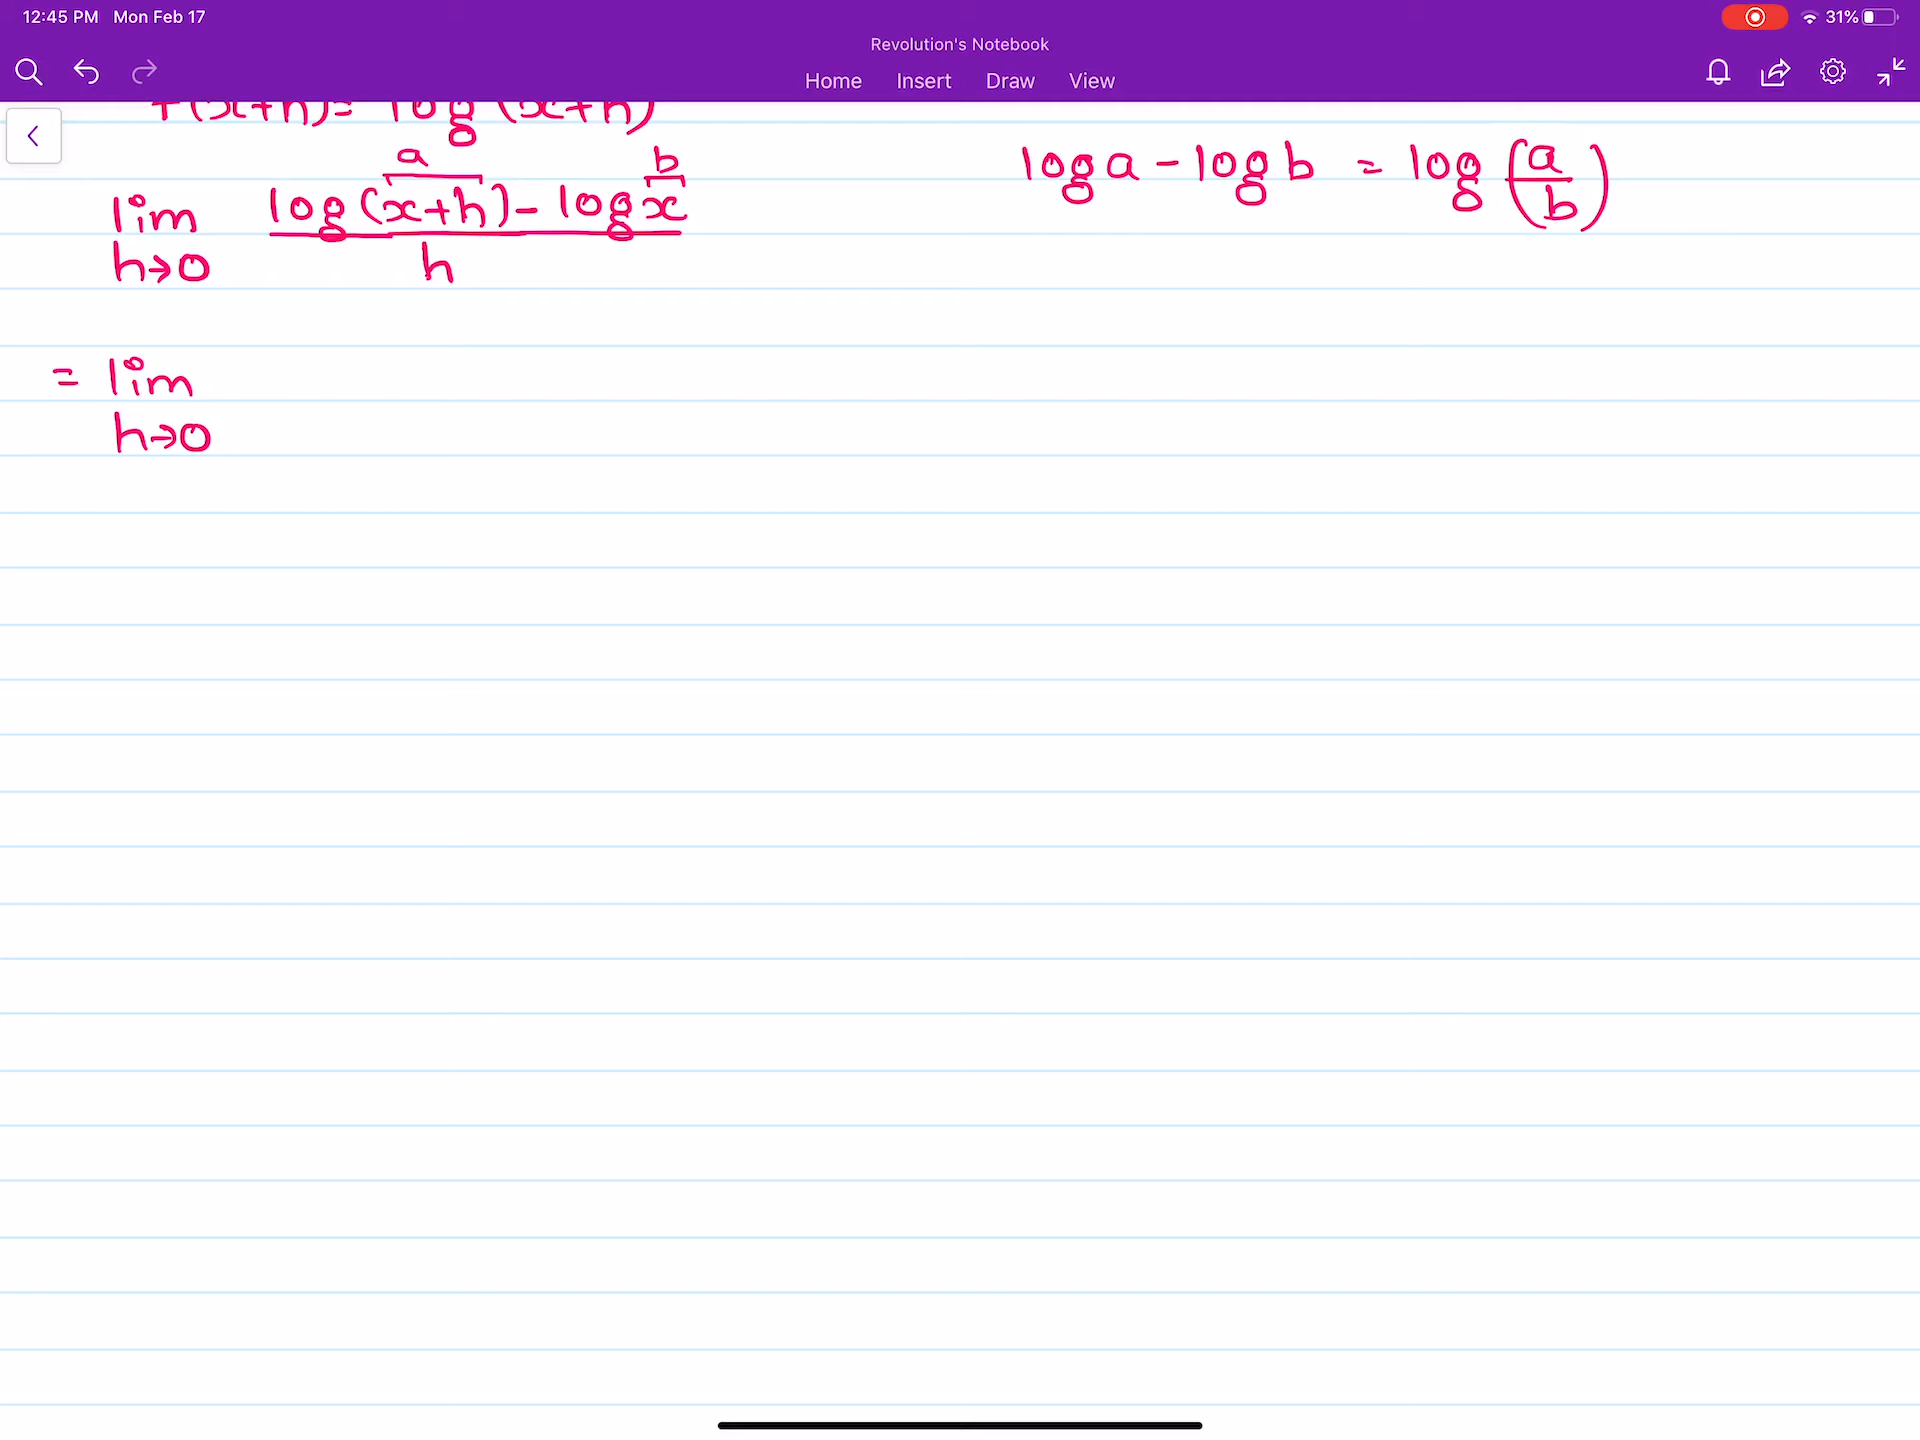 12:45 PM Mon Feb 17
31%
Revolution's Notebook
Home Insert Draw View
f(x+h)= log (x+h)
a b
lim log(x+h)-log x
h→0 h
log a - log b = log (a/b)
= lim
h→0